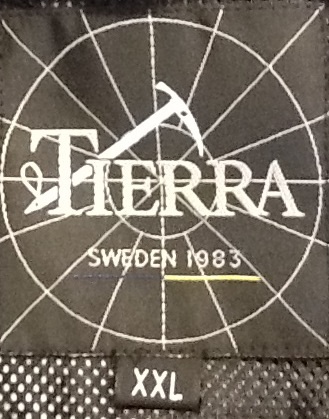 TIERRA
SWEDEN 1983
XXL